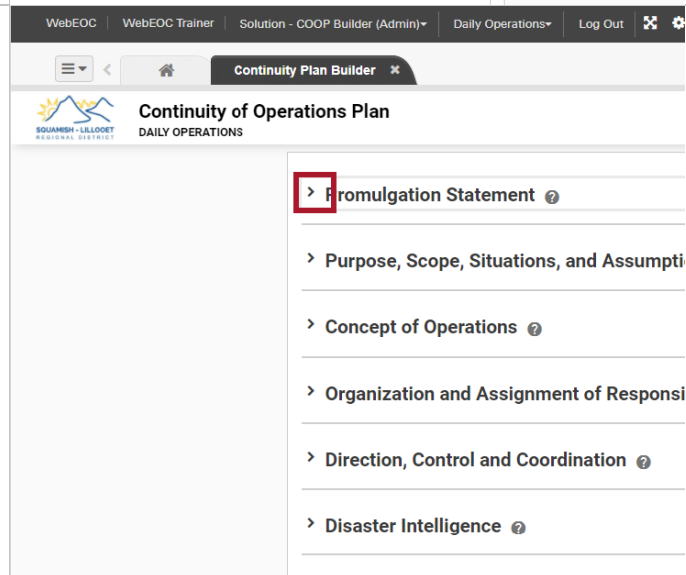 WebEOC WebEOC Trainer Solution - COOP Builder (Admin) Daily Operations Log Out
Continuity Plan Builder
SQUAMISH - LILLOOET
REGIONAL DISTRICT
Continuity of Operations Plan
DAILY OPERATIONS
Promulgation Statement
Purpose, Scope, Situations, and Assumpti
Concept of Operations
Organization and Assignment of Responsi
Direction, Control and Coordination
Disaster Intelligence